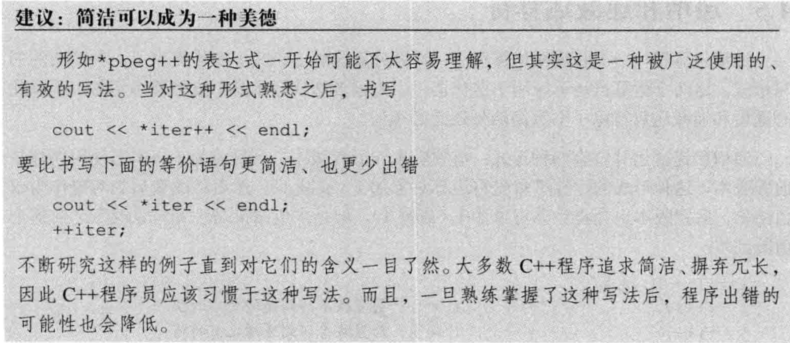 建议：简洁可以成为一种美德
形如*pbeg++的表达式一开始可能不太容易理解，但其实这是一种被广泛使用的、
有效的写法。当对这种形式熟悉之后，书写
cout << *iter++ << endl;
要比书写下面的等价语句更简洁、也更少出错
cout << *iter << endl;
++iter;
不断研究这样的例子直到对它们的含义一目了然。大多数 C++程序追求简洁、摒弃冗长，
因此 C++程序员应该习惯于这种写法。而且，一旦熟练掌握了这种写法后，程序出错的
可能性也会降低。